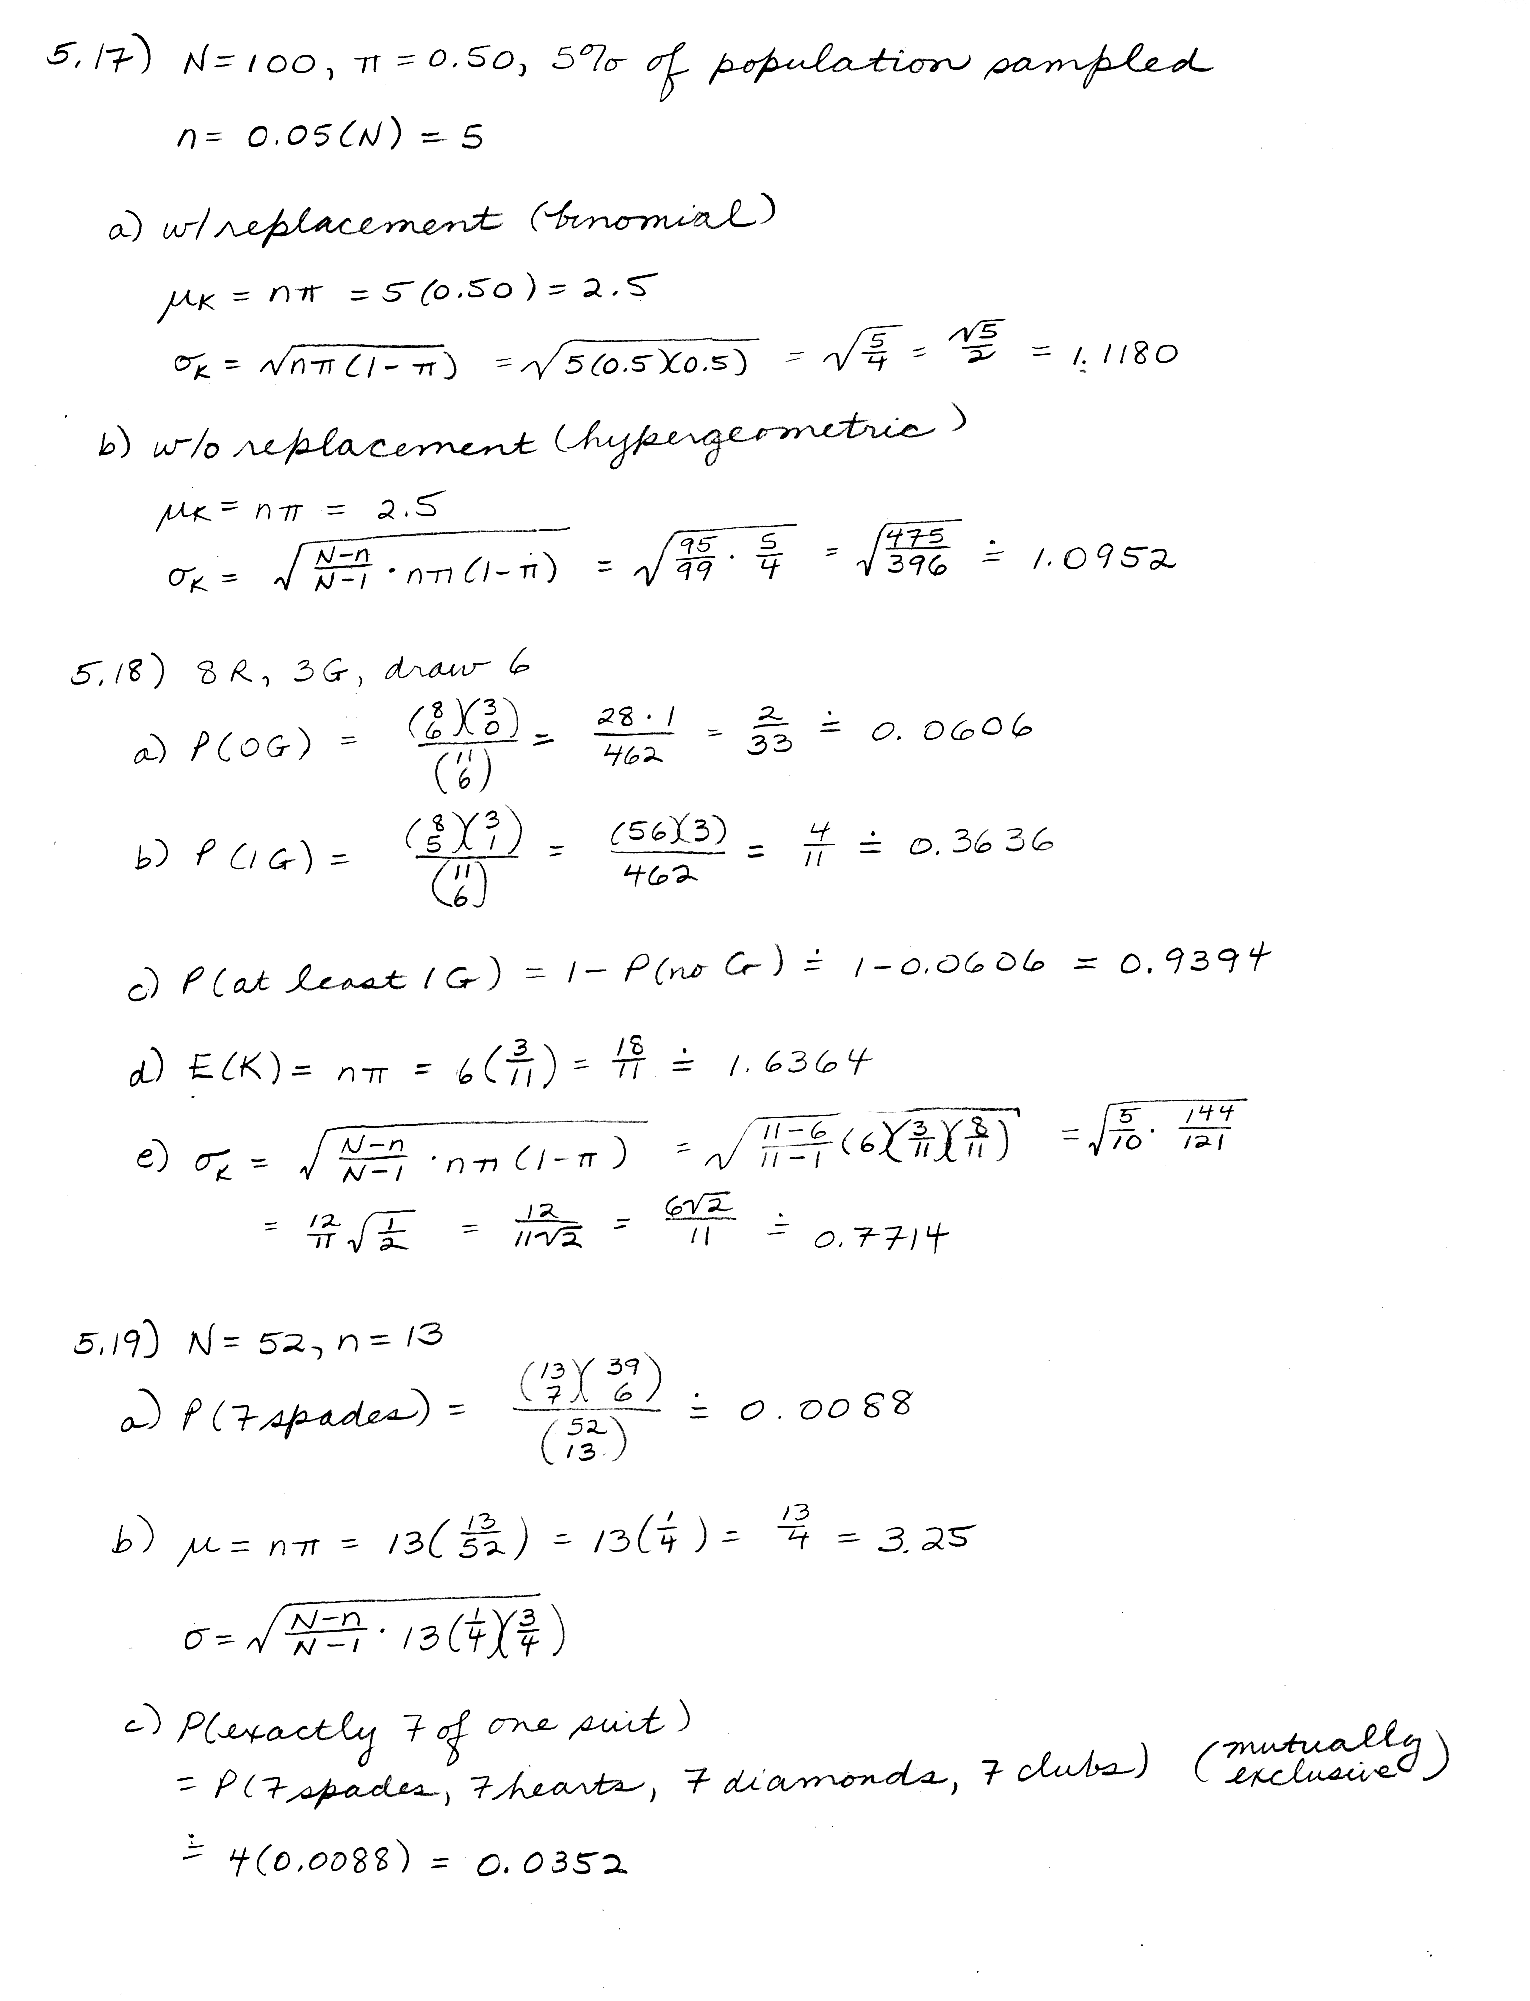 5.17) N=100, π=0.50, 5% of population sampled
n= 0.05(N) = 5
a) w/replacement (binomial)
μ_K = nπ = 5(0.50) = 2.5
σ_K = √(nπ(1-π)) = √(5(0.5)(0.5)) = √(5/4) = √5/2 ≐ 1.1180
b) w/o replacement (hypergeometric)
μ_K = nπ = 2.5
σ_K = √((N-n)/(N-1) · nπ(1-π)) = √(95/99 · 5/4) = √(475/396) ≐ 1.0952
5.18) 8R, 3G, draw 6
a) P(0G) = (8 6)(3 0)/(11 6) = 28·1/462 = 2/33 ≐ 0.0606
b) P(1G) = (8 5)(3 1)/(11 6) = (56)(3)/462 = 4/11 ≐ 0.3636
c) P(at least 1G) = 1-P(no G) ≐ 1-0.0606 = 0.9394
d) E(K) = nπ = 6(3/11) = 18/11 ≐ 1.6364
e) σ_K = √((N-n)/(N-1) · nπ(1-π)) = √((11-6)/(11-1) (6)(3/11)(8/11)) = √(5/10 · 144/121)
= 12/11 √(1/2) = 12/(11√2) = 6√2/11 ≐ 0.7714
5.19) N= 52, n= 13
a) P(7 spades) = (13 7)(39 6)/(52 13) ≐ 0.0088
b) μ = nπ = 13(13/52) = 13(1/4) = 13/4 = 3.25
σ = √((N-n)/(N-1) · 13(1/4)(3/4))
c) P(exactly 7 of one suit)
= P(7 spades, 7 hearts, 7 diamonds, 7 clubs) (mutually exclusive)
≐ 4(0.0088) = 0.0352